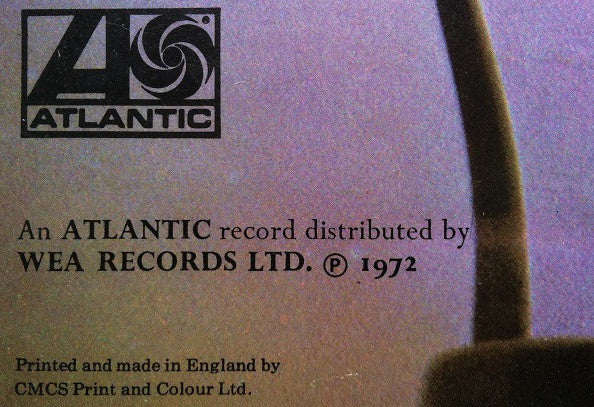 ATLANTIC
An ATLANTIC record distributed by
WEA RECORDS LTD. ℗ 1972
Printed and made in England by
CMCS Print and Colour Ltd.